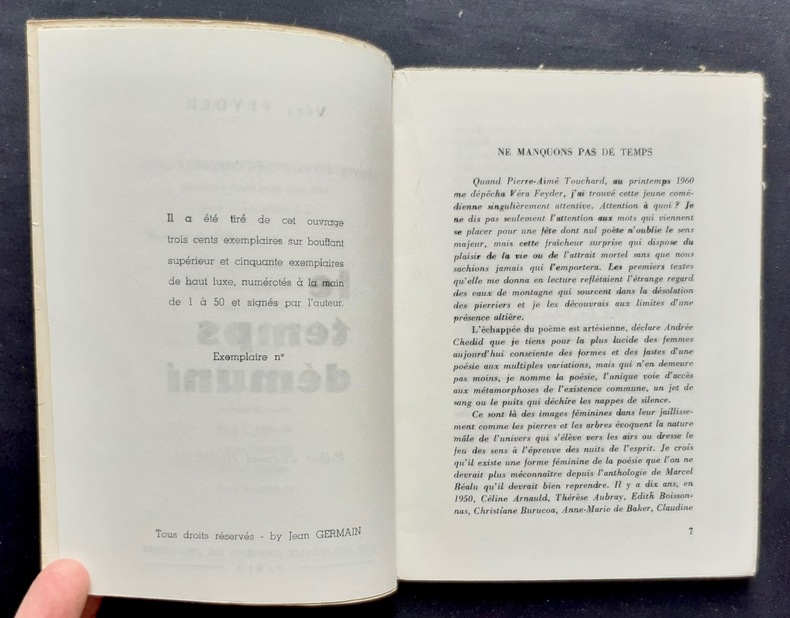 Il a été tiré de cet ouvrage
trois cents exemplaires sur bouffant
supérieur et cinquante exemplaires
de haut luxe, numérotés à la main
de 1 à 50 et signés par l'auteur.
Exemplaire n°
Tous droits réservés - by Jean GERMAIN
NE MANQUONS PAS DE TEMPS
Quand Pierre-Aimé Touchard, au printemps 1960
me dépêcha Véra Feyder, j'ai trouvé cette jeune comé-
dienne singulièrement attentive. Attention à quoi ? Je
ne dis pas seulement l'attention aux mots qui viennent
se placer pour une fête dont nul poète n'oublie le sens
majeur, mais cette fraîcheur surprise qui dispose du
plaisir de la vie ou de l'attrait mortel sans que nous
sachions jamais qui l'emportera. Les premiers textes
qu'elle me donna en lecture reflétaient l'étrange regard
des eaux de montagne qui sourcent dans la désolation
des pierriers et je les découvrais aux limites d'une
présence altière.
L'échappée du poème est artésienne, déclare Andrée
Chedid que je tiens pour la plus lucide des femmes
aujourd'hui consciente des formes et des fastes d'une
poésie aux multiples variations, mais qui n'en demeure
pas moins, je nomme la poésie, l'unique voie d'accès
aux métamorphoses de l'existence commune, un jet de
sang ou le puits qui déchire les nappes de silence.
Ce sont là des images féminines dans leur jaillisse-
ment comme les pierres et les arbres évoquent la nature
mâle de l'univers qui s'élève vers les airs ou dresse le
jeu des sens à l'épreuve des nuits de l'esprit. Je crois
qu'il existe une forme féminine de la poésie que l'on ne
devrait plus méconnaître depuis l'anthologie de Marcel
Béalu qu'il devrait bien reprendre. Il y a dix ans, en
1950, Céline Arnauld, Thérèse Aubray, Edith Boisson-
nas, Christiane Burucoa, Anne-Marie de Baker, Claudine
7